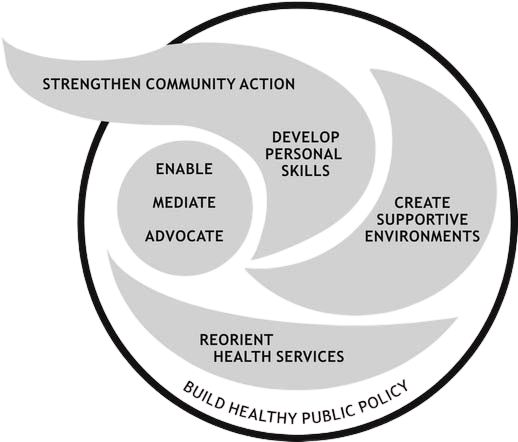 STRENGTHEN COMMUNITY ACTION
DEVELOP
PERSONAL
SKILLS
ENABLE
MEDIATE
ADVOCATE
CREATE
SUPPORTIVE
ENVIRONMENTS
REORIENT
HEALTH SERVICES
BUILD HEALTHY PUBLIC POLICY